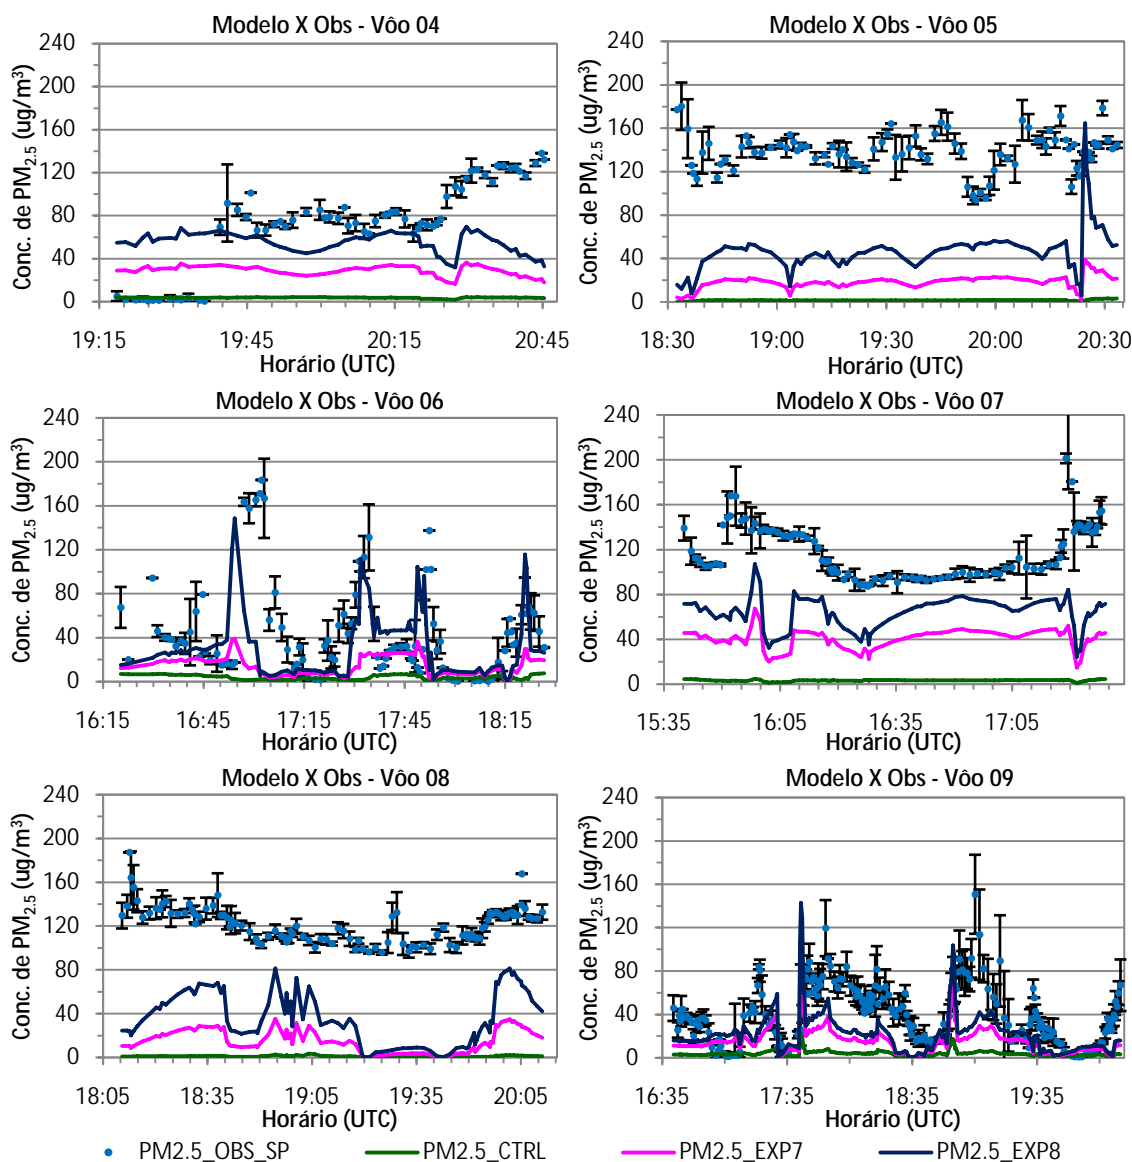 Modelo X Obs - Vôo 04
Conc. de PM2.5 (ug/m³)
240
200
160
120
80
40
0
19:15 19:45 20:15 20:45
Horário (UTC)
Modelo X Obs - Vôo 05
Conc. de PM2.5 (ug/m³)
240
200
160
120
80
40
0
18:30 19:00 19:30 20:00 20:30
Horário (UTC)
Modelo X Obs - Vôo 06
Conc. de PM2.5 (ug/m³)
240
200
160
120
80
40
0
16:15 16:45 17:15 17:45 18:15
Horário (UTC)
Modelo X Obs - Vôo 07
Conc. de PM2.5 (ug/m³)
240
200
160
120
80
40
0
15:35 16:05 16:35 17:05
Horário (UTC)
Modelo X Obs - Vôo 08
Conc. de PM2.5 (ug/m³)
240
200
160
120
80
40
0
18:05 18:35 19:05 19:35 20:05
Horário (UTC)
Modelo X Obs - Vôo 09
Conc. de PM2.5 (ug/m³)
240
200
160
120
80
40
0
16:35 17:35 18:35 19:35
Horário (UTC)
PM2.5_OBS_SP PM2.5_CTRL PM2.5_EXP7 PM2.5_EXP8